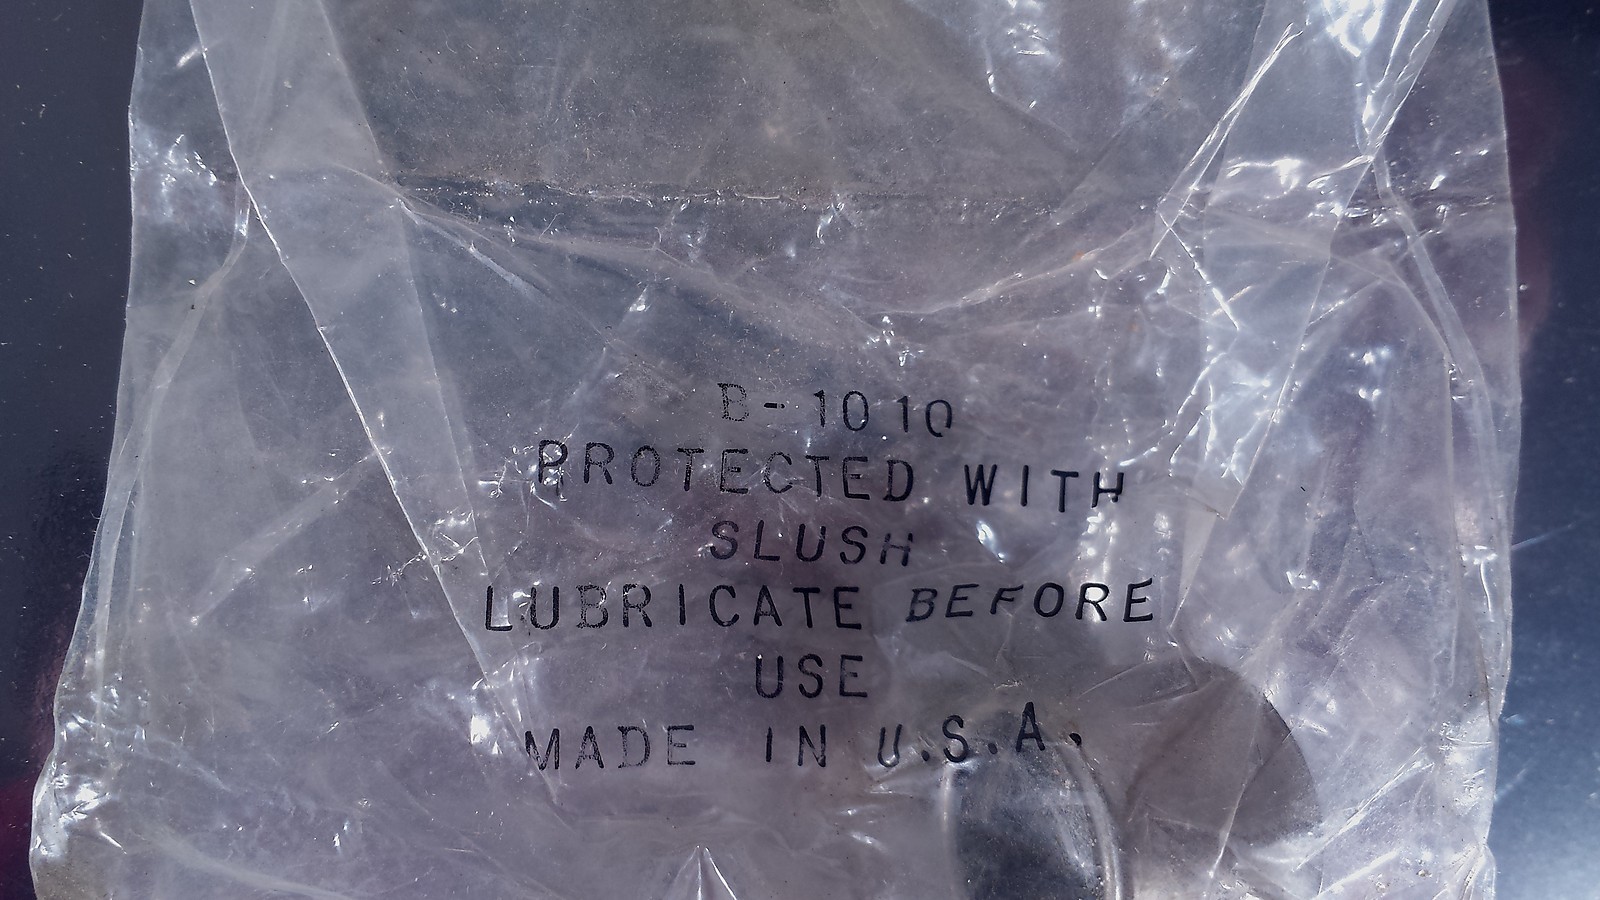 B-1010
PROTECTED WITH
SLUSH
LUBRICATE BEFORE
USE
MADE IN U.S.A.